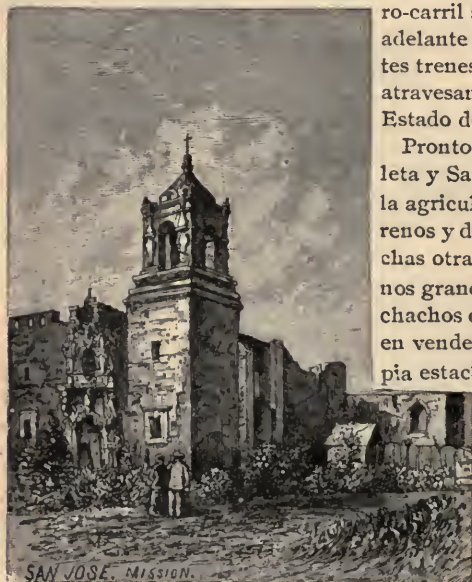 ro-carril
adelante
tes trenes
atravesan
Estado d
Pronto
leta y Sa
la agricul
renos y d
chas otra
nos grand
chachos
en vende
pia estac
SAN JOSE. MISSION.